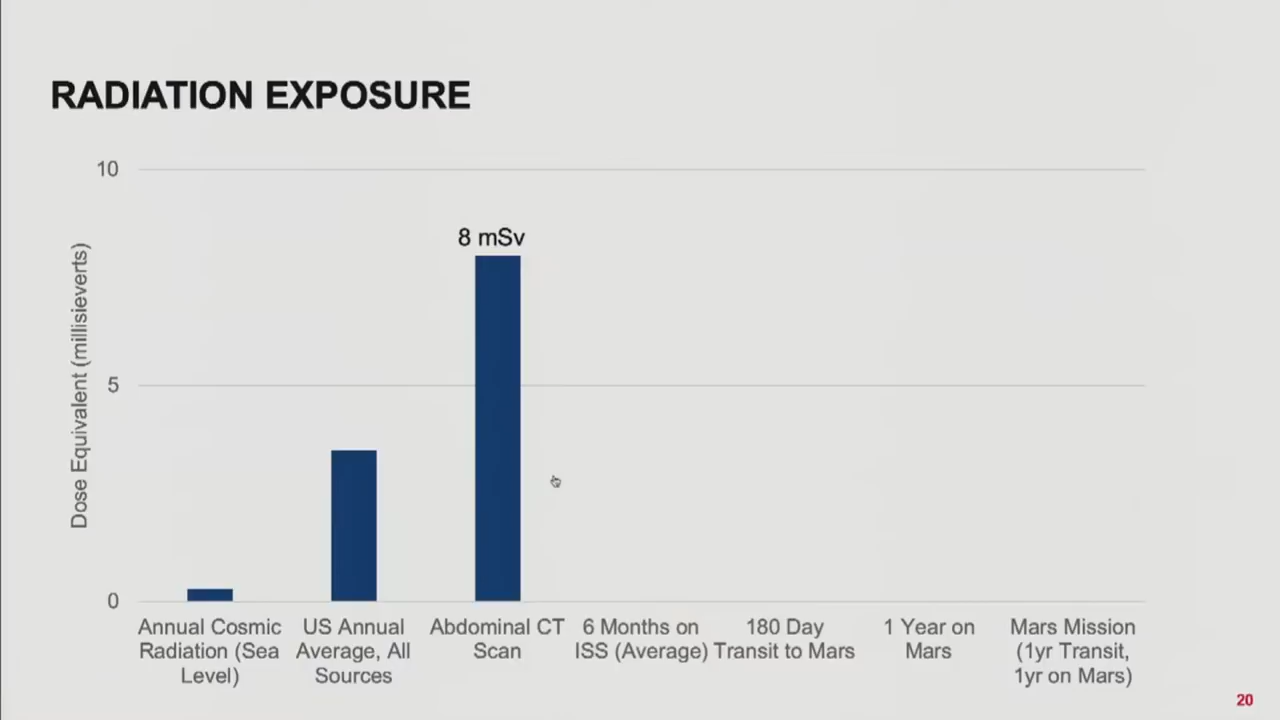 RADIATION EXPOSURE
10
8 mSv
Dose Equivalent (millisieverts)
5
0
Annual Cosmic
Radiation (Sea
Level)
US Annual
Average, All
Sources
Abdominal CT
Scan
6 Months on
ISS (Average)
180 Day
Transit to Mars
1 Year on
Mars
Mars Mission
(1yr Transit,
1yr on Mars)
20